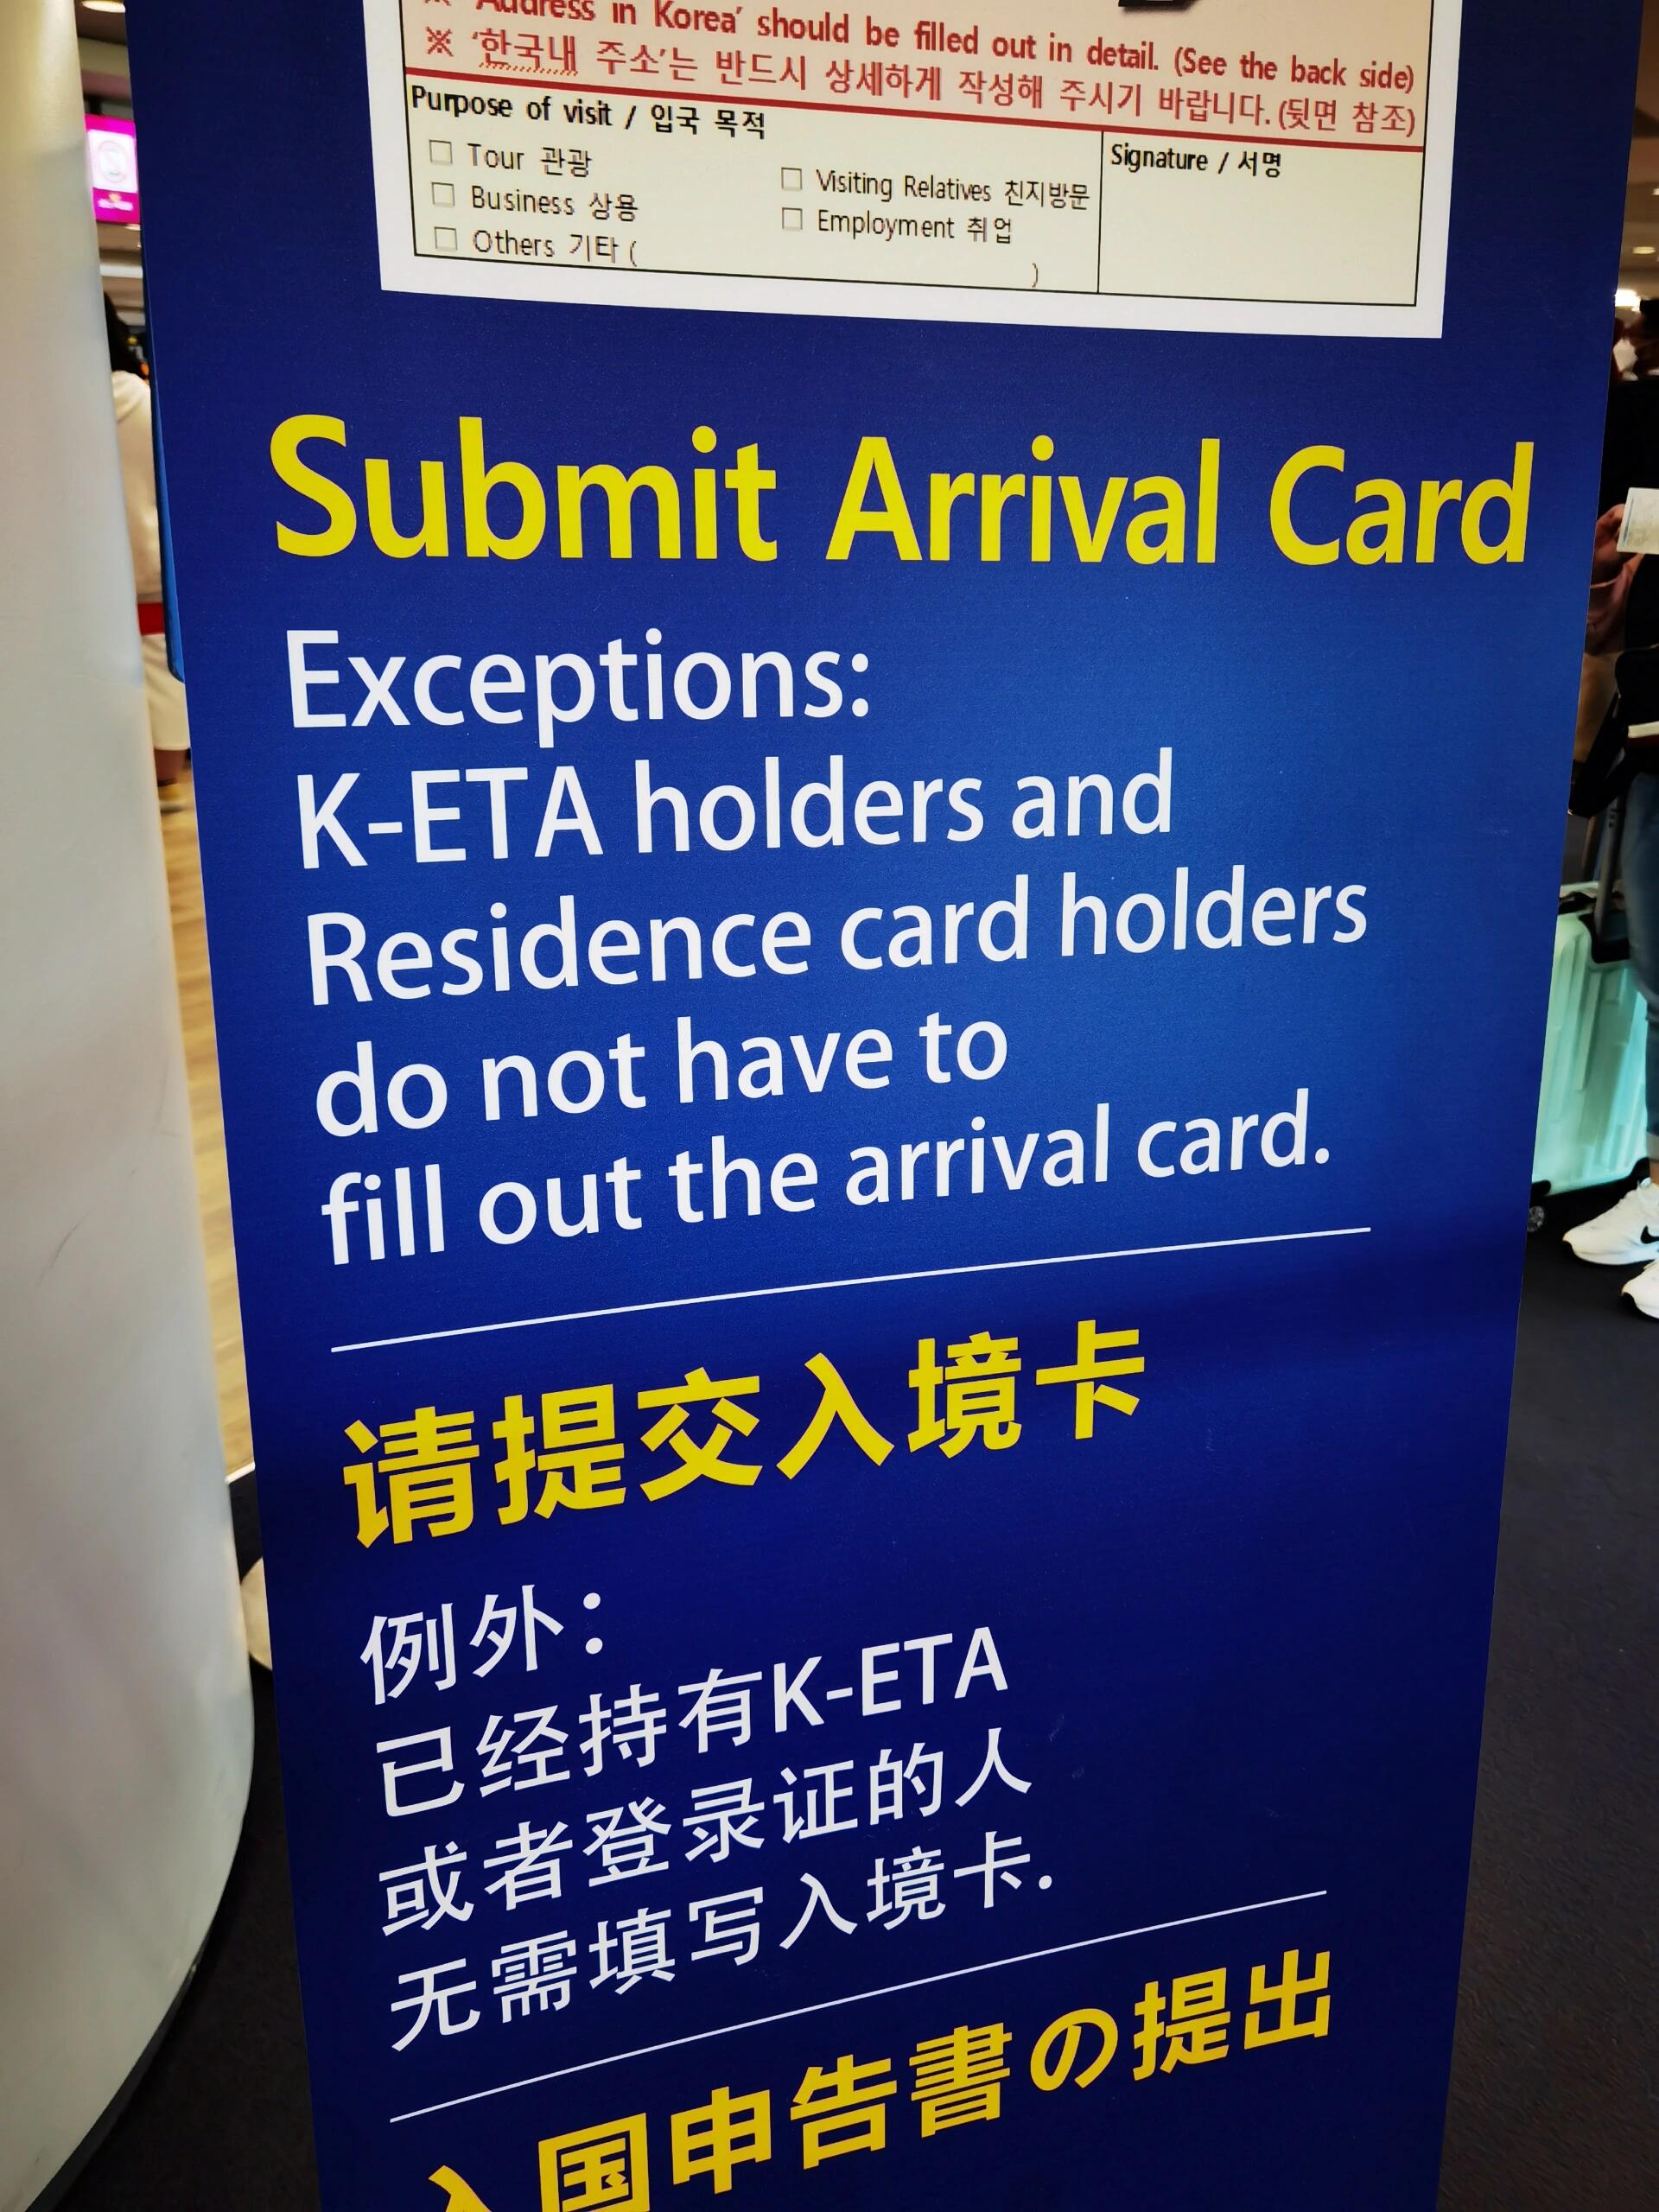 ※ 'Address in Korea' should be filled out in detail. (See the back side)
※ '한국내 주소'는 반드시 상세하게 작성해 주시기 바랍니다. (뒷면 참조)
Purpose of visit / 입국 목적
□ Tour 관광
□ Visiting Relatives 친지방문
□ Business 상용
□ Employment 취업
□ Others 기타 ( )
Signature / 서명
Submit Arrival Card
Exceptions:
K-ETA holders and
Residence card holders
do not have to
fill out the arrival card.
请提交入境卡
例外：
已经持有K-ETA
或者登录证的人
无需填写入境卡.
入国申告書の提出